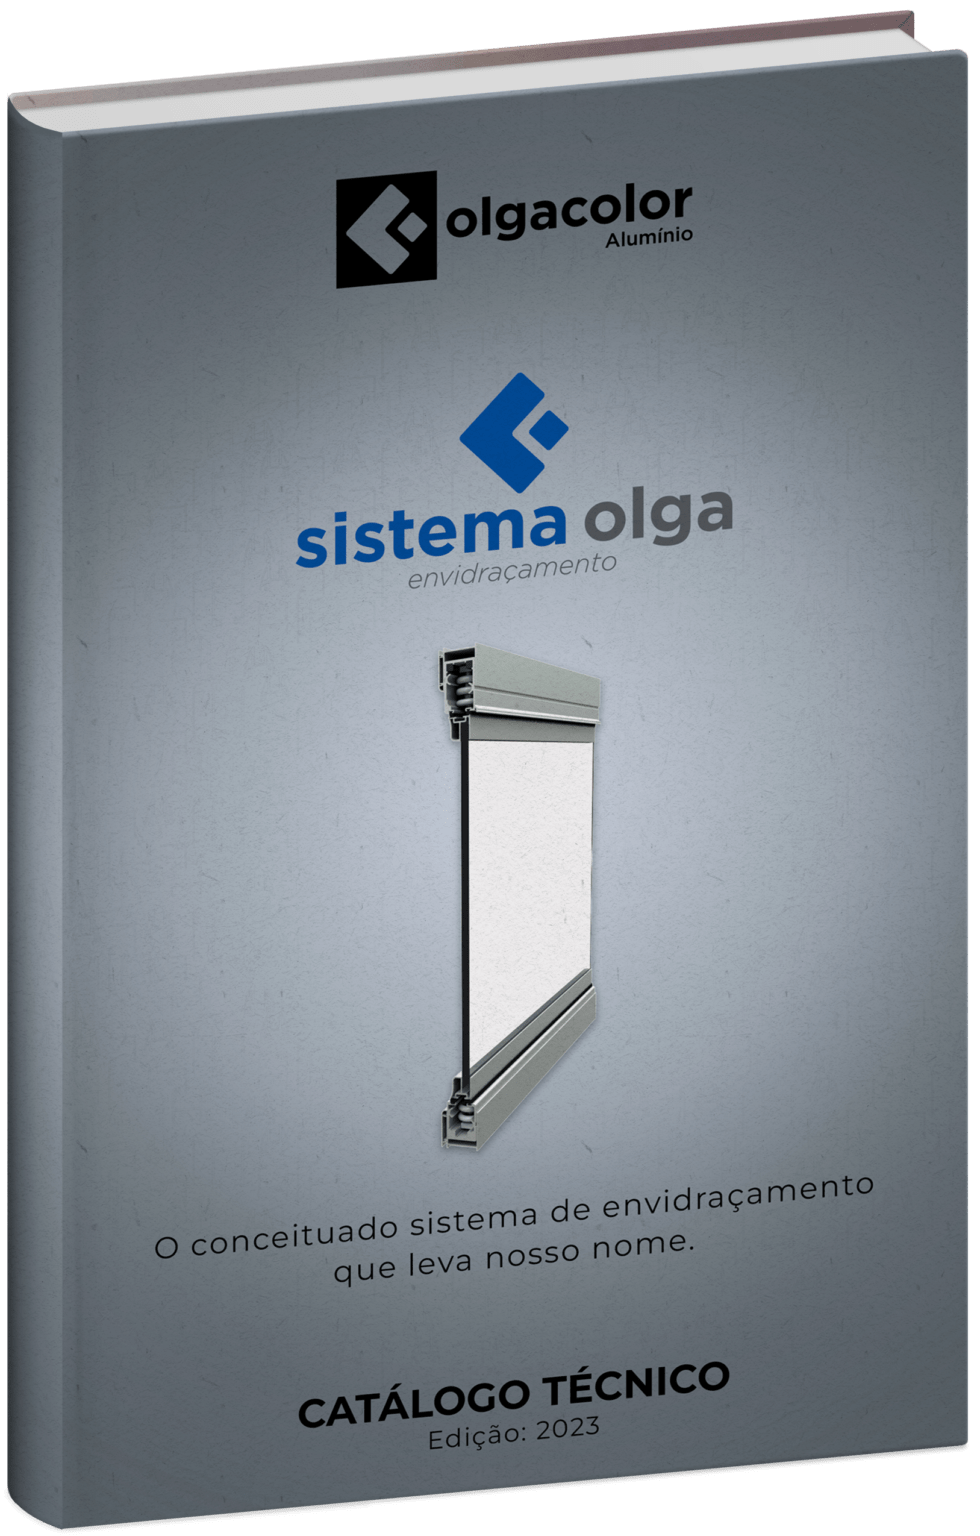 olgacolor
Alumínio
sistema olga
envidraçamento
O conceituado sistema de envidraçamento
que leva nosso nome.
CATÁLOGO TÉCNICO
Edição: 2023